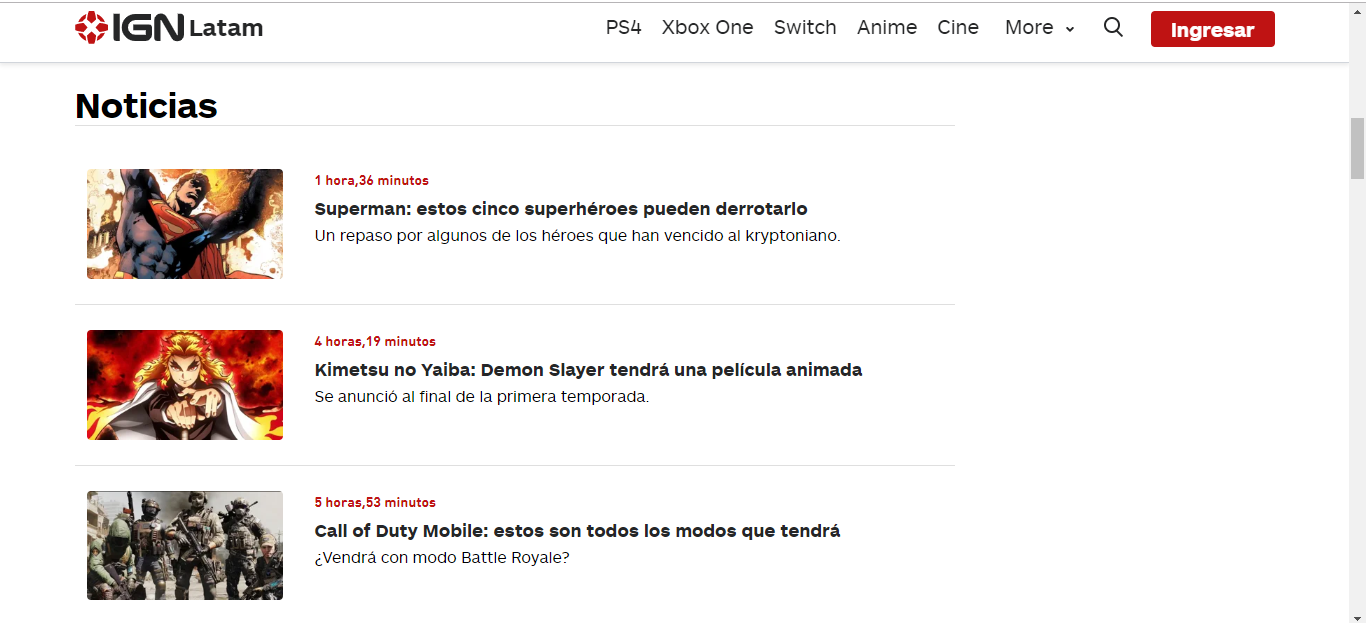 IGN Latam
PS4 Xbox One Switch Anime Cine More Ingresar
Noticias
1 hora,36 minutos
Superman: estos cinco superhéroes pueden derrotarlo
Un repaso por algunos de los héroes que han vencido al kryptoniano.
4 horas,19 minutos
Kimetsu no Yaiba: Demon Slayer tendrá una película animada
Se anunció al final de la primera temporada.
5 horas,53 minutos
Call of Duty Mobile: estos son todos los modos que tendrá
¿Vendrá con modo Battle Royale?